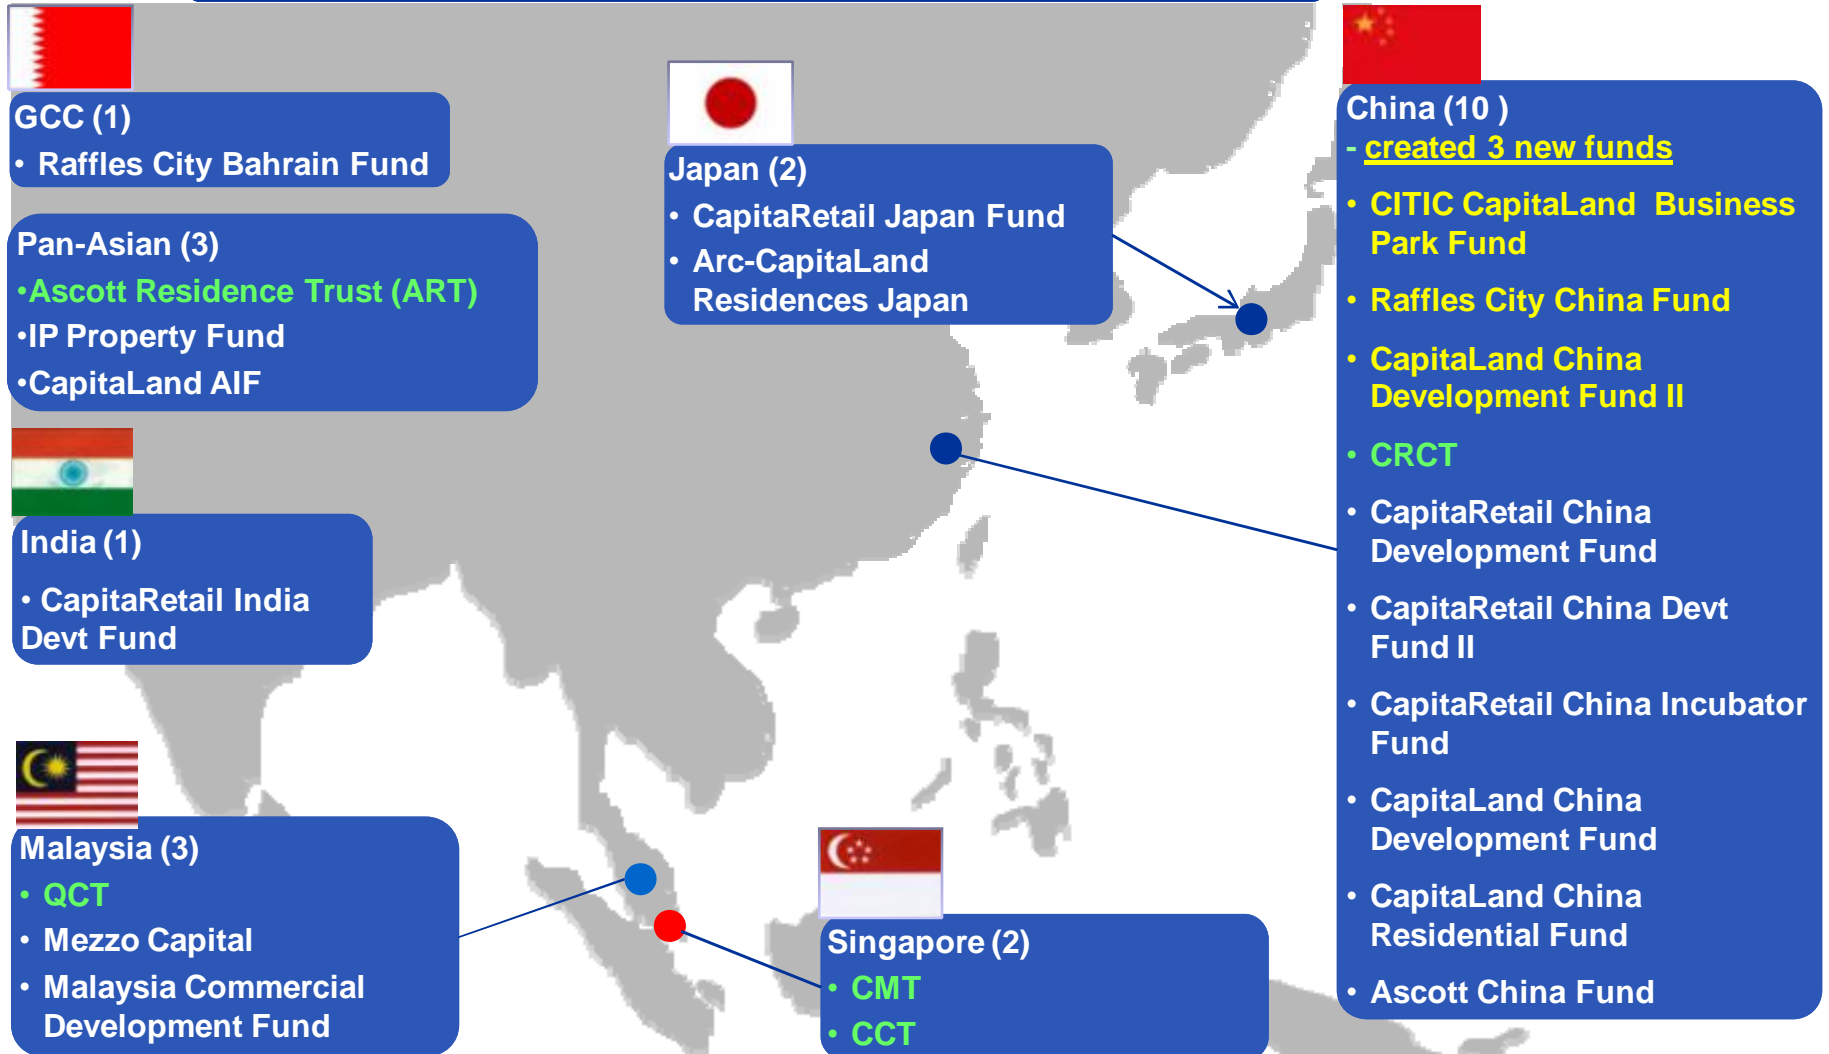 GCC (1)
• Raffles City Bahrain Fund
Pan-Asian (3)
•Ascott Residence Trust (ART)
•IP Property Fund
•CapitaLand AIF
India (1)
• CapitaRetail India
Devt Fund
Malaysia (3)
• QCT
• Mezzo Capital
• Malaysia Commercial
Development Fund
Japan (2)
• CapitaRetail Japan Fund
• Arc-CapitaLand
Residences Japan
Singapore (2)
• CMT
• CCT
China (10 )
- created 3 new funds
• CITIC CapitaLand Business
Park Fund
• Raffles City China Fund
• CapitaLand China
Development Fund II
• CRCT
• CapitaRetail China
Development Fund
• CapitaRetail China Devt
Fund II
• CapitaRetail China Incubator
Fund
• CapitaLand China
Development Fund
• CapitaLand China
Residential Fund
• Ascott China Fund